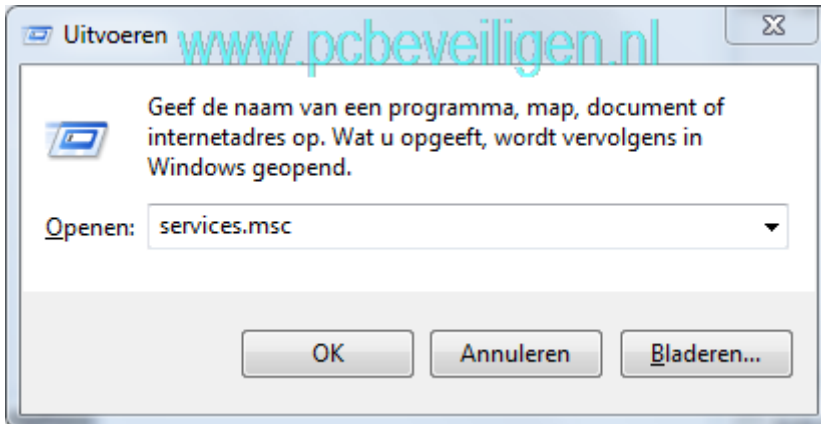 Uitvoeren
www.pcbeveiligen.nl
Geef de naam van een programma, map, document of
internetadres op. Wat u opgeeft, wordt vervolgens in
Windows geopend.
Openen: services.msc
OK Annuleren Bladeren...